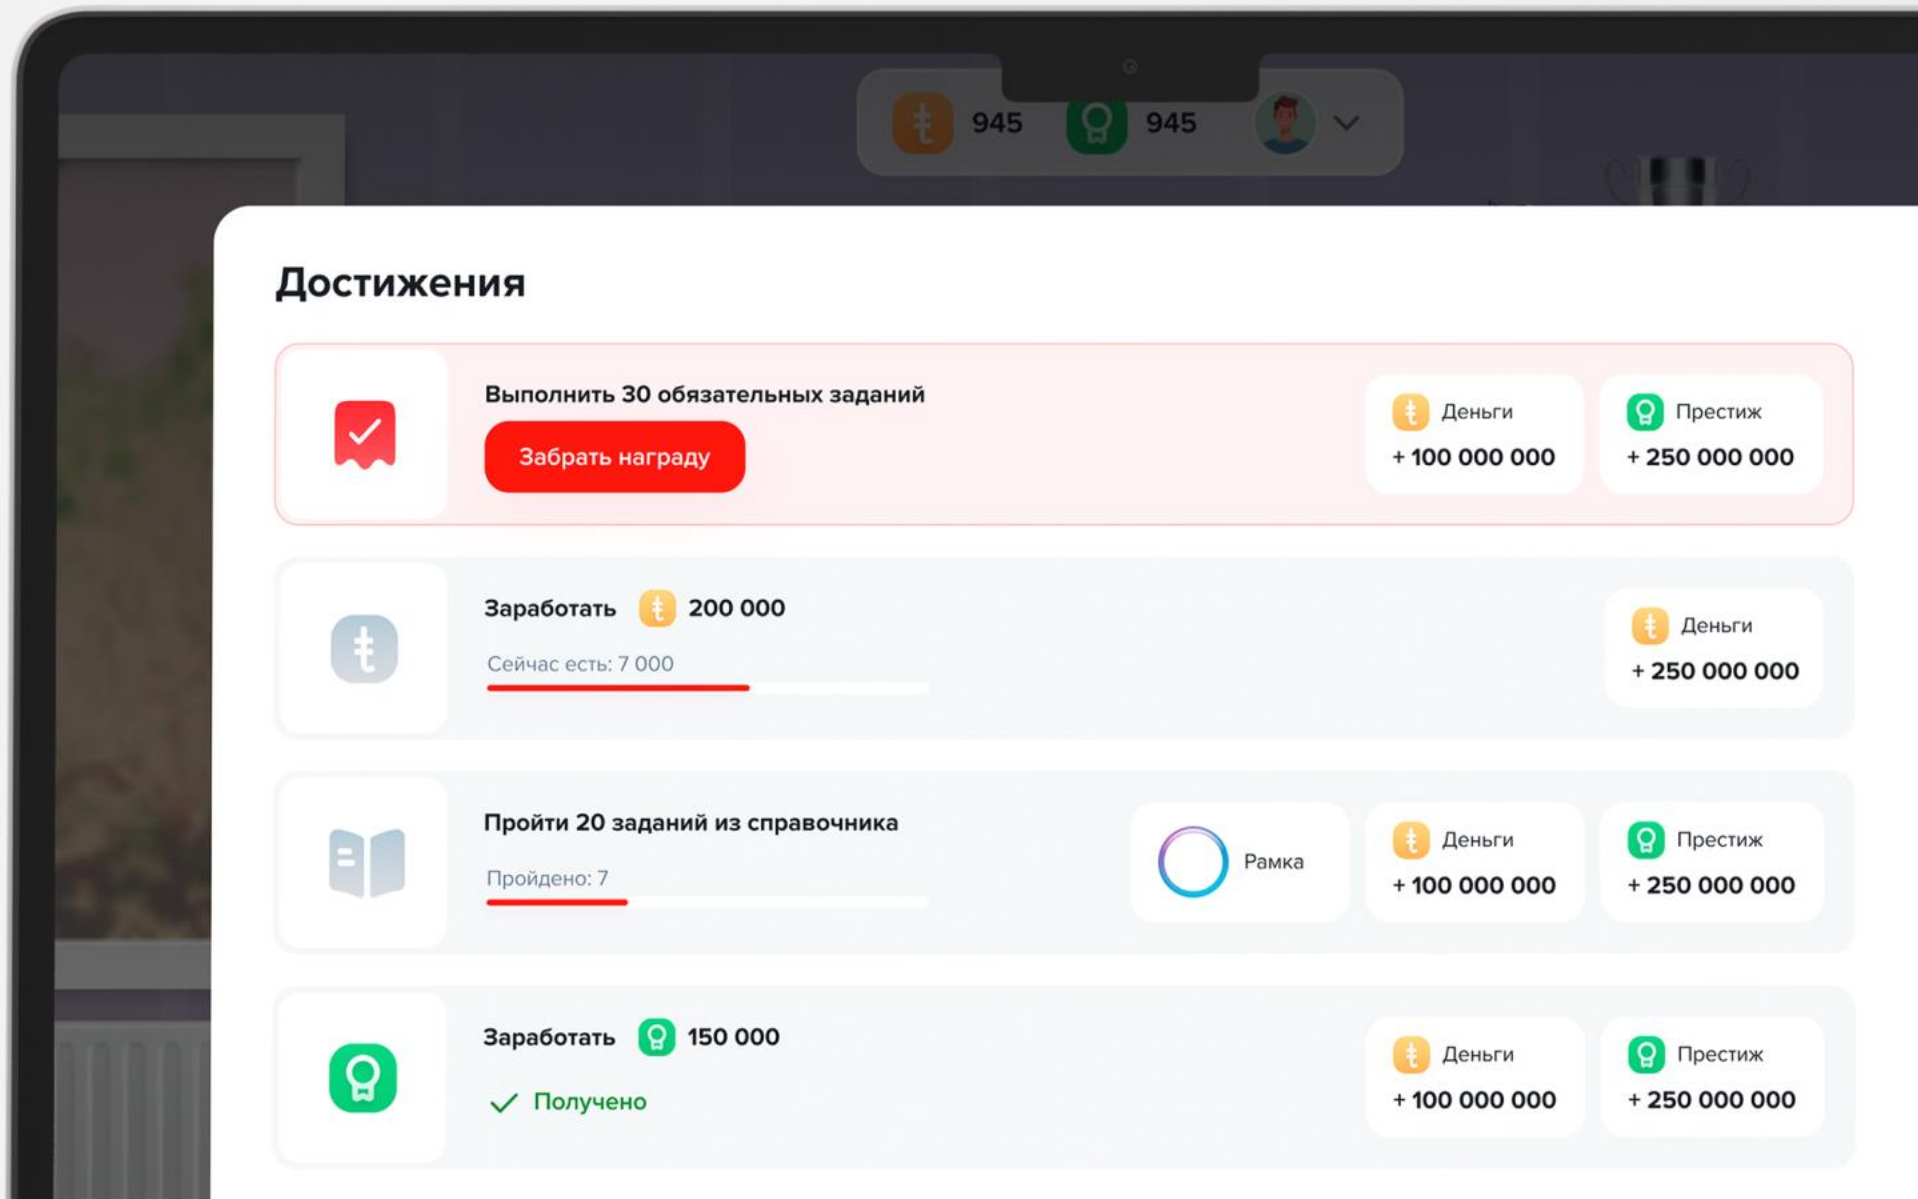 945 945
Достижения
Выполнить 30 обязательных заданий
Забрать награду
Деньги
+ 100 000 000
Престиж
+ 250 000 000
Заработать 200 000
Сейчас есть: 7 000
Деньги
+ 250 000 000
Пройти 20 заданий из справочника
Пройдено: 7
Рамка
Деньги
+ 100 000 000
Престиж
+ 250 000 000
Заработать 150 000
Получено
Деньги
+ 100 000 000
Престиж
+ 250 000 000